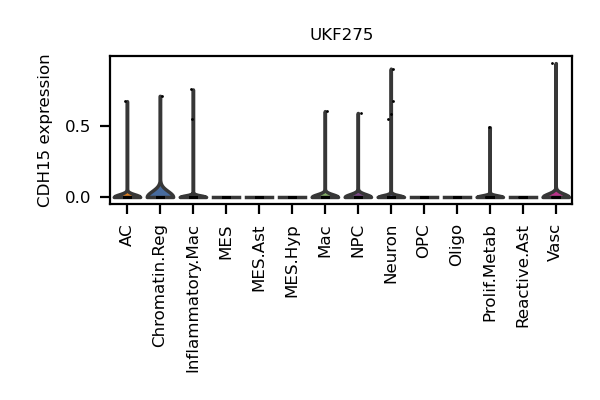 UKF275
CDH15 expression
0.5
0.0
AC
Chromatin.Reg
Inflammatory.Mac
MES
MES.Ast
MES.Hyp
Mac
NPC
Neuron
OPC
Oligo
Prolif.Metab
Reactive.Ast
Vasc